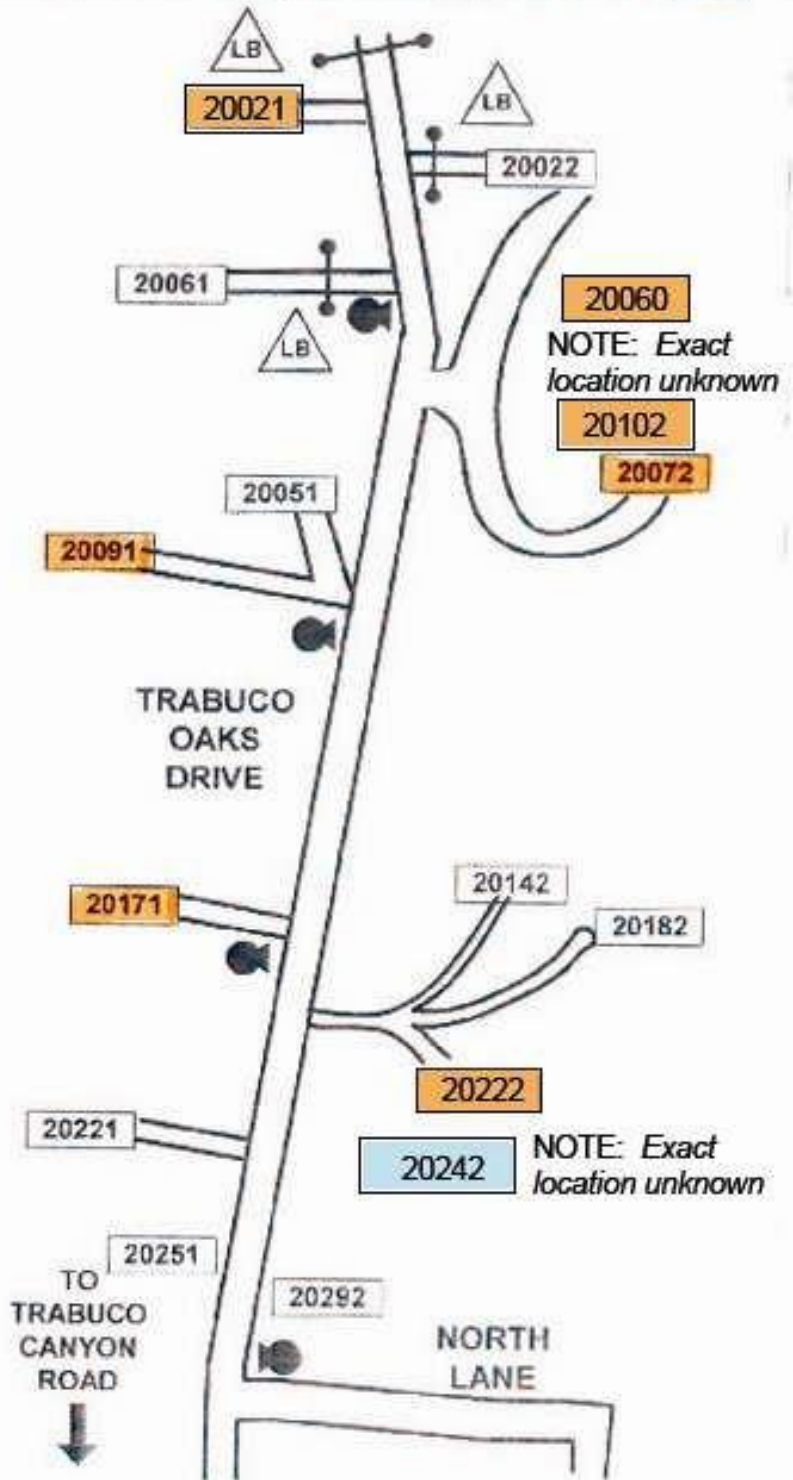 LB
20021
LB
20022
20061
20060
LB
NOTE: Exact
location unknown
20102
20072
20051
20091
TRABUCO
OAKS
DRIVE
20142
20171
20182
20222
20221
20242
NOTE: Exact
location unknown
20251
TO
TRABUCO
CANYON
ROAD
20292
NORTH
LANE